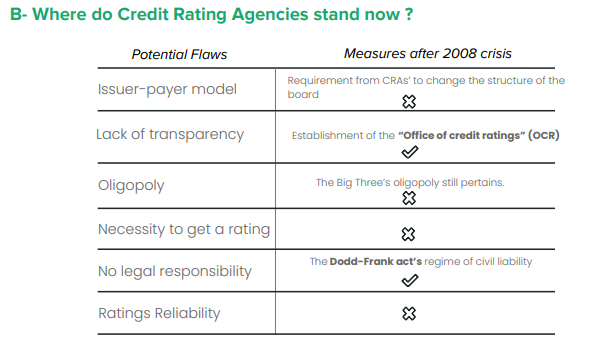 B- Where do Credit Rating Agencies stand now ?
Potential Flaws
Measures after 2008 crisis
Issuer-payer model
Requirement from CRAs' to change the structure of the
board
Lack of transparency
Establishment of the "Office of credit ratings" (OCR)
Oligopoly
The Big Three's oligopoly still pertains.
Necessity to get a rating
No legal responsibility
The Dodd-Frank act's regime of civil liability
Ratings Reliability